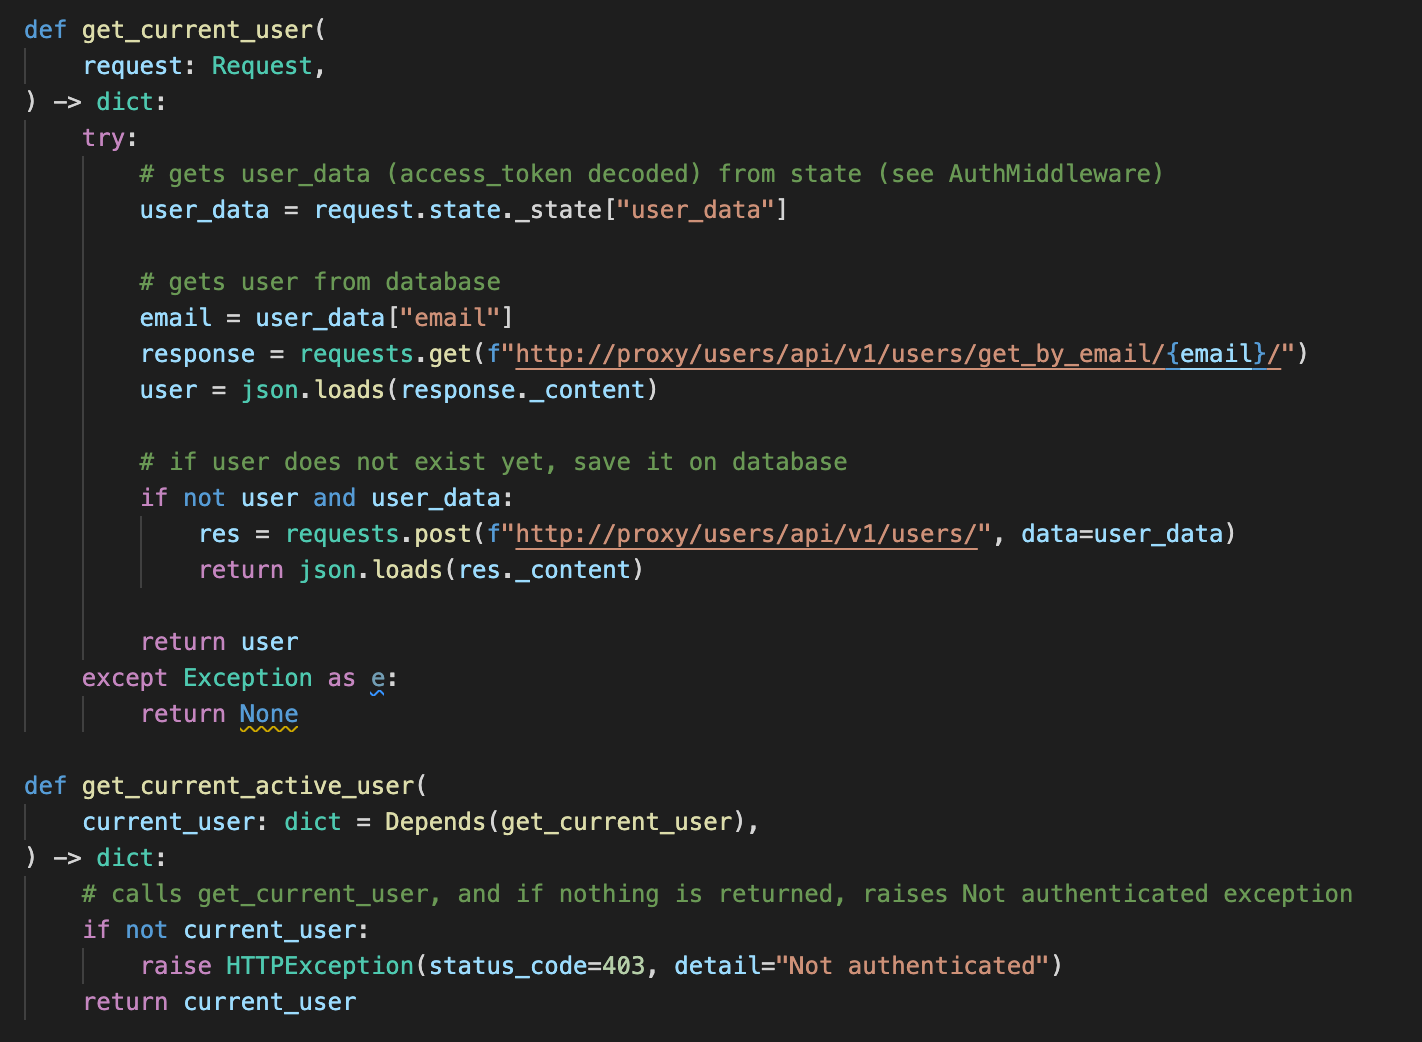 def get_current_user(
    request: Request,
) -> dict:
    try:
        # gets user_data (access_token decoded) from state (see AuthMiddleware)
        user_data = request.state._state["user_data"]

        # gets user from database
        email = user_data["email"]
        response = requests.get(f"http://proxy/users/api/v1/users/get_by_email/{email}/")
        user = json.loads(response._content)

        # if user does not exist yet, save it on database
        if not user and user_data:
            res = requests.post(f"http://proxy/users/api/v1/users/", data=user_data)
            return json.loads(res._content)

        return user
    except Exception as e:
        return None

def get_current_active_user(
    current_user: dict = Depends(get_current_user),
) -> dict:
    # calls get_current_user, and if nothing is returned, raises Not authenticated exception
    if not current_user:
        raise HTTPException(status_code=403, detail="Not authenticated")
    return current_user